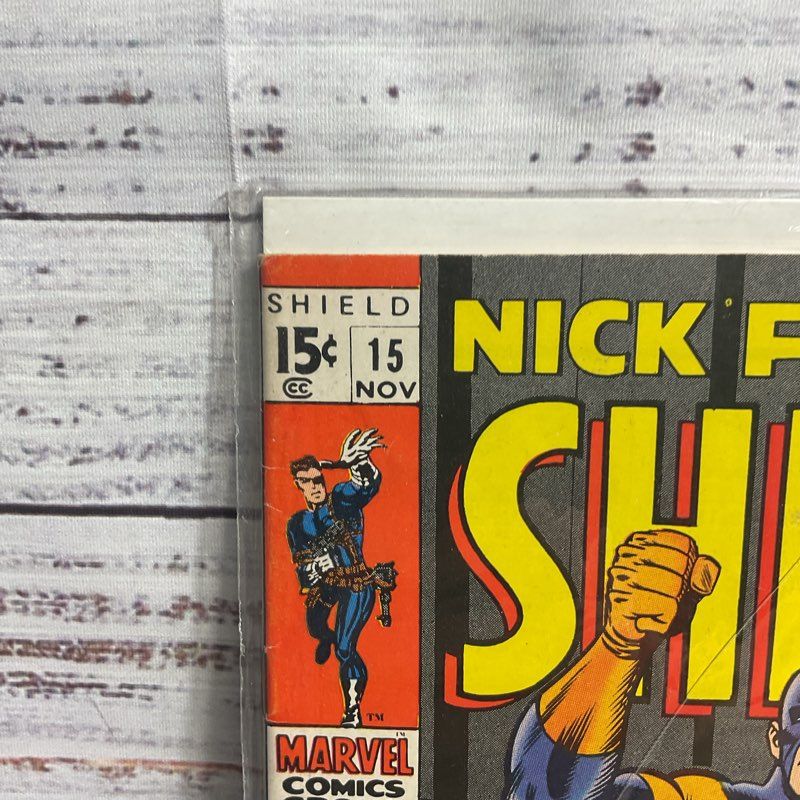 SHIELD
15¢ 15
CC NOV
NICK F
SH
TM
MARVEL
COMICS